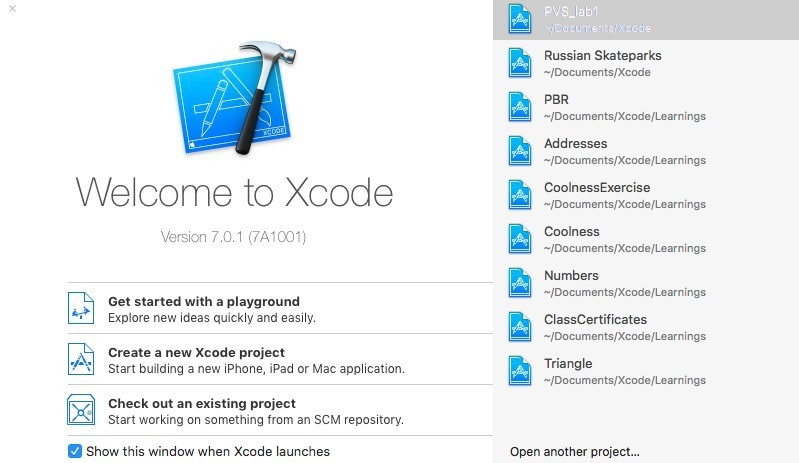 XCODE
Welcome to Xcode
Version 7.0.1 (7A1001)
Get started with a playground
Explore new ideas quickly and easily.
Create a new Xcode project
Start building a new iPhone, iPad or Mac application.
Check out an existing project
Start working on something from an SCM repository.
Show this window when Xcode launches
PVS_lab1
~/Documents/Xcode
Russian Skateparks
~/Documents/Xcode
PBR
~/Documents/Xcode/Learnings
Addresses
~/Documents/Xcode/Learnings
CoolnessExercise
~/Documents/Xcode/Learnings
Coolness
~/Documents/Xcode/Learnings
Numbers
~/Documents/Xcode/Learnings
ClassCertificates
~/Documents/Xcode/Learnings
Triangle
~/Documents/Xcode/Learnings
Open another project...